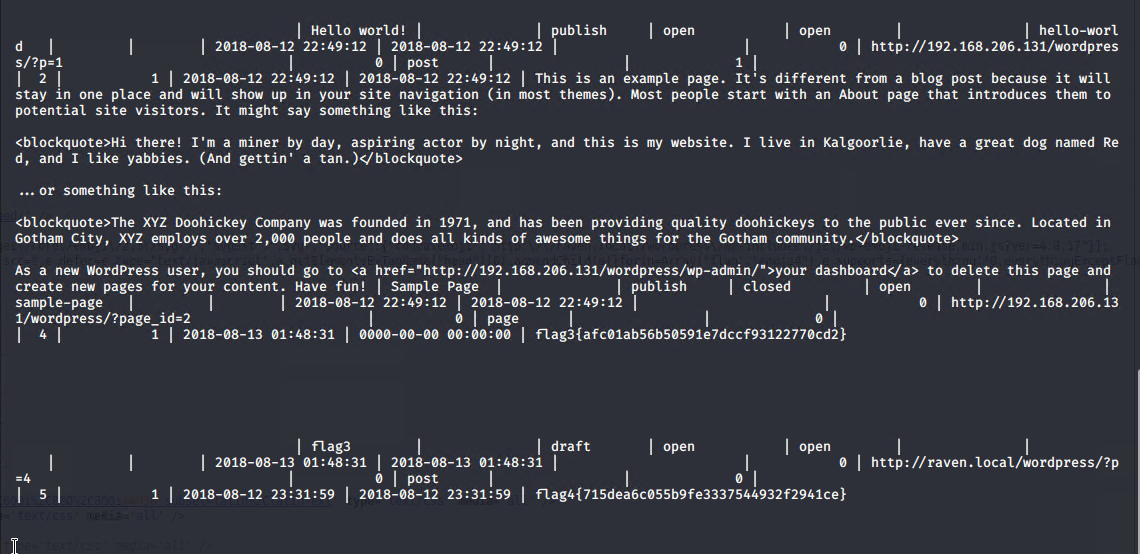 | Hello world! | | publish | open | open | | hello-worl
d | | | 2018-08-12 22:49:12 | 2018-08-12 22:49:12 | | 0 | http://192.168.206.131/wordpres
s/?p=1 | 0 | post | | 1 |
| 2 | 1 | 2018-08-12 22:49:12 | 2018-08-12 22:49:12 | This is an example page. It's different from a blog post because it will
stay in one place and will show up in your site navigation (in most themes). Most people start with an About page that introduces them to
potential site visitors. It might say something like this:
<blockquote>Hi there! I'm a miner by day, aspiring actor by night, and this is my website. I live in Kalgoorlie, have a great dog named Re
d, and I like yabbies. (And gettin' a tan.)</blockquote>
...or something like this:
<blockquote>The XYZ Doohickey Company was founded in 1971, and has been providing quality doohickeys to the public ever since. Located in
Gotham City, XYZ employs over 2,000 people and does all kinds of awesome things for the Gotham community.</blockquote>
As a new WordPress user, you should go to <a href="http://192.168.206.131/wordpress/wp-admin/">your dashboard</a> to delete this page and
create new pages for your content. Have fun! | Sample Page | | publish | closed | open | |
sample-page | | | 2018-08-12 22:49:12 | 2018-08-12 22:49:12 | | 0 | http://192.168.206.13
1/wordpress/?page_id=2 | 0 | page | | 0 |
| 4 | 1 | 2018-08-13 01:48:31 | 0000-00-00 00:00:00 | flag3{afc01ab56b50591e7dccf93122770cd2}
| flag3 | | draft | open | open | |
| | | 2018-08-13 01:48:31 | 2018-08-13 01:48:31 | | 0 | http://raven.local/wordpress/?p
=4 | 0 | post | | 0 |
| 5 | 1 | 2018-08-12 23:31:59 | 2018-08-12 23:31:59 | flag4{715dea6c055b9fe3337544932f2941ce}